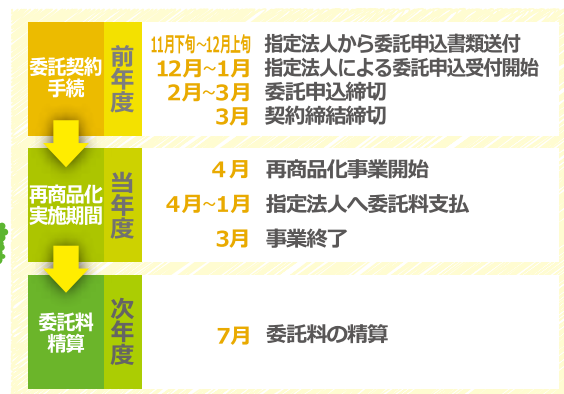 委託契約
手続
前年度
11月下旬~12月上旬 指定法人から委託申込書類送付
12月~1月 指定法人による委託申込受付開始
2月~3月 委託申込締切
3月 契約締結締切
再商品化
実施期間
当年度
4月 再商品化事業開始
4月~1月 指定法人へ委託料支払
3月 事業終了
委託料
精算
次年度
7月 委託料の精算